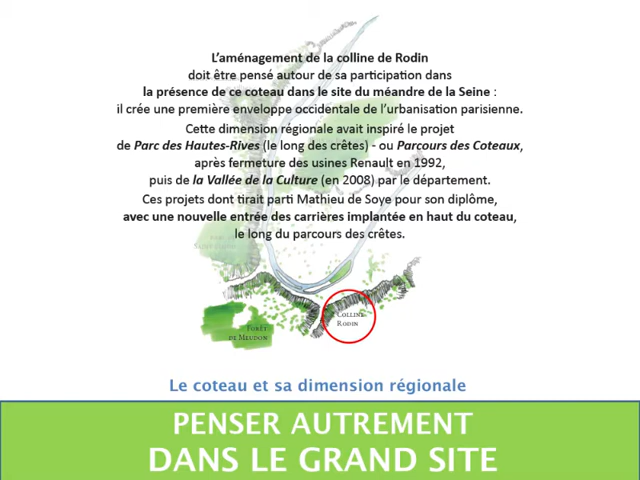 L'aménagement de la colline de Rodin
doit être pensé autour de sa participation dans
la présence de ce coteau dans le site du méandre de la Seine :
il crée une première enveloppe occidentale de l'urbanisation parisienne.
Cette dimension régionale avait inspiré le projet
de Parc des Hautes-Rives (le long des crêtes) - ou Parcours des Coteaux,
après fermeture des usines Renault en 1992,
puis de la Vallée de la Culture (en 2008) par le département.
Ces projets dont tirait parti Mathieu de Soye pour son diplôme,
avec une nouvelle entrée des carrières implantée en haut du coteau,
le long du parcours des crêtes.
Colline
Rodin
Forêt
de Meudon
Le coteau et sa dimension régionale
PENSER AUTREMENT
DANS LE GRAND SITE